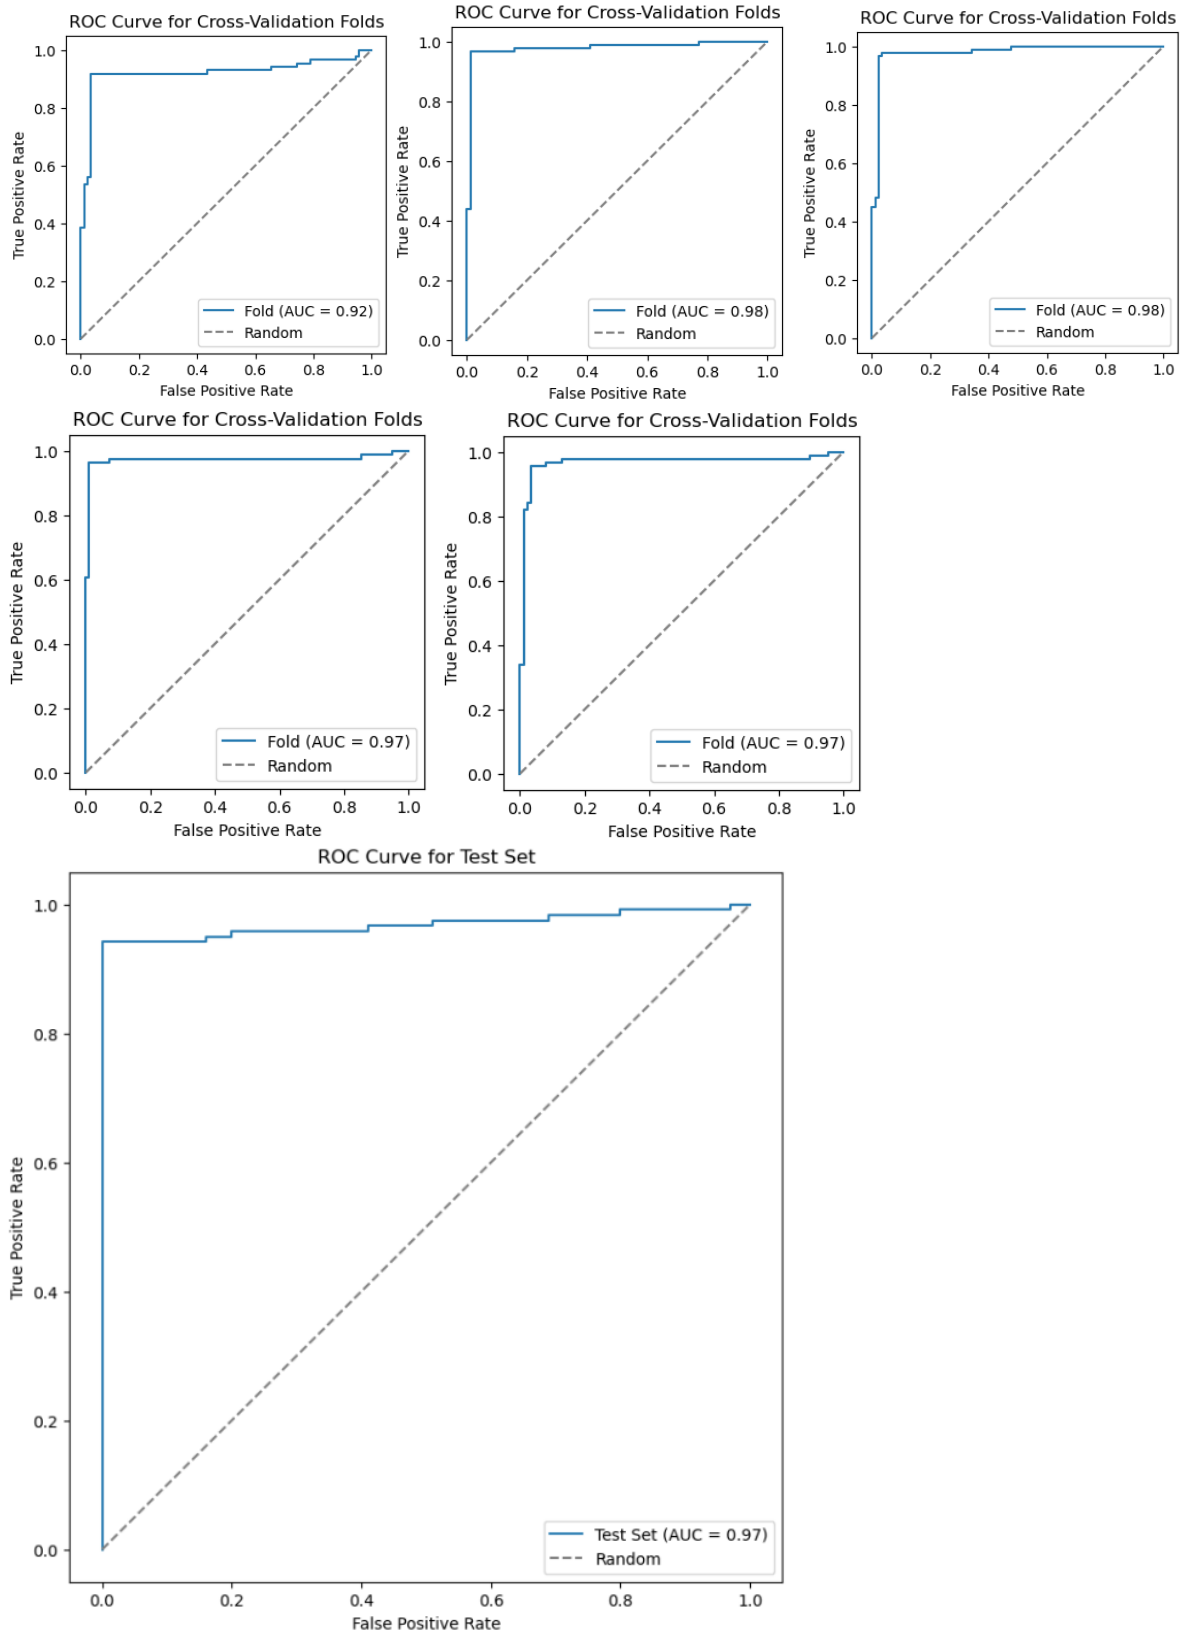 ROC Curve for Cross-Validation Folds
1.0
0.8
0.6
0.4
0.2
0.0
True Positive Rate
Fold (AUC = 0.92)
Random
0.0 0.2 0.4 0.6 0.8 1.0
False Positive Rate
ROC Curve for Cross-Validation Folds
1.0
0.8
0.6
0.4
0.2
0.0
True Positive Rate
Fold (AUC = 0.98)
Random
0.0 0.2 0.4 0.6 0.8 1.0
False Positive Rate
ROC Curve for Cross-Validation Folds
1.0
0.8
0.6
0.4
0.2
0.0
True Positive Rate
Fold (AUC = 0.98)
Random
0.0 0.2 0.4 0.6 0.8 1.0
False Positive Rate
ROC Curve for Cross-Validation Folds
1.0
0.8
0.6
0.4
0.2
0.0
True Positive Rate
Fold (AUC = 0.97)
Random
0.0 0.2 0.4 0.6 0.8 1.0
False Positive Rate
ROC Curve for Cross-Validation Folds
1.0
0.8
0.6
0.4
0.2
0.0
True Positive Rate
Fold (AUC = 0.97)
Random
0.0 0.2 0.4 0.6 0.8 1.0
False Positive Rate
ROC Curve for Test Set
1.0
0.8
0.6
0.4
0.2
0.0
True Positive Rate
Test Set (AUC = 0.97)
Random
0.0 0.2 0.4 0.6 0.8 1.0
False Positive Rate